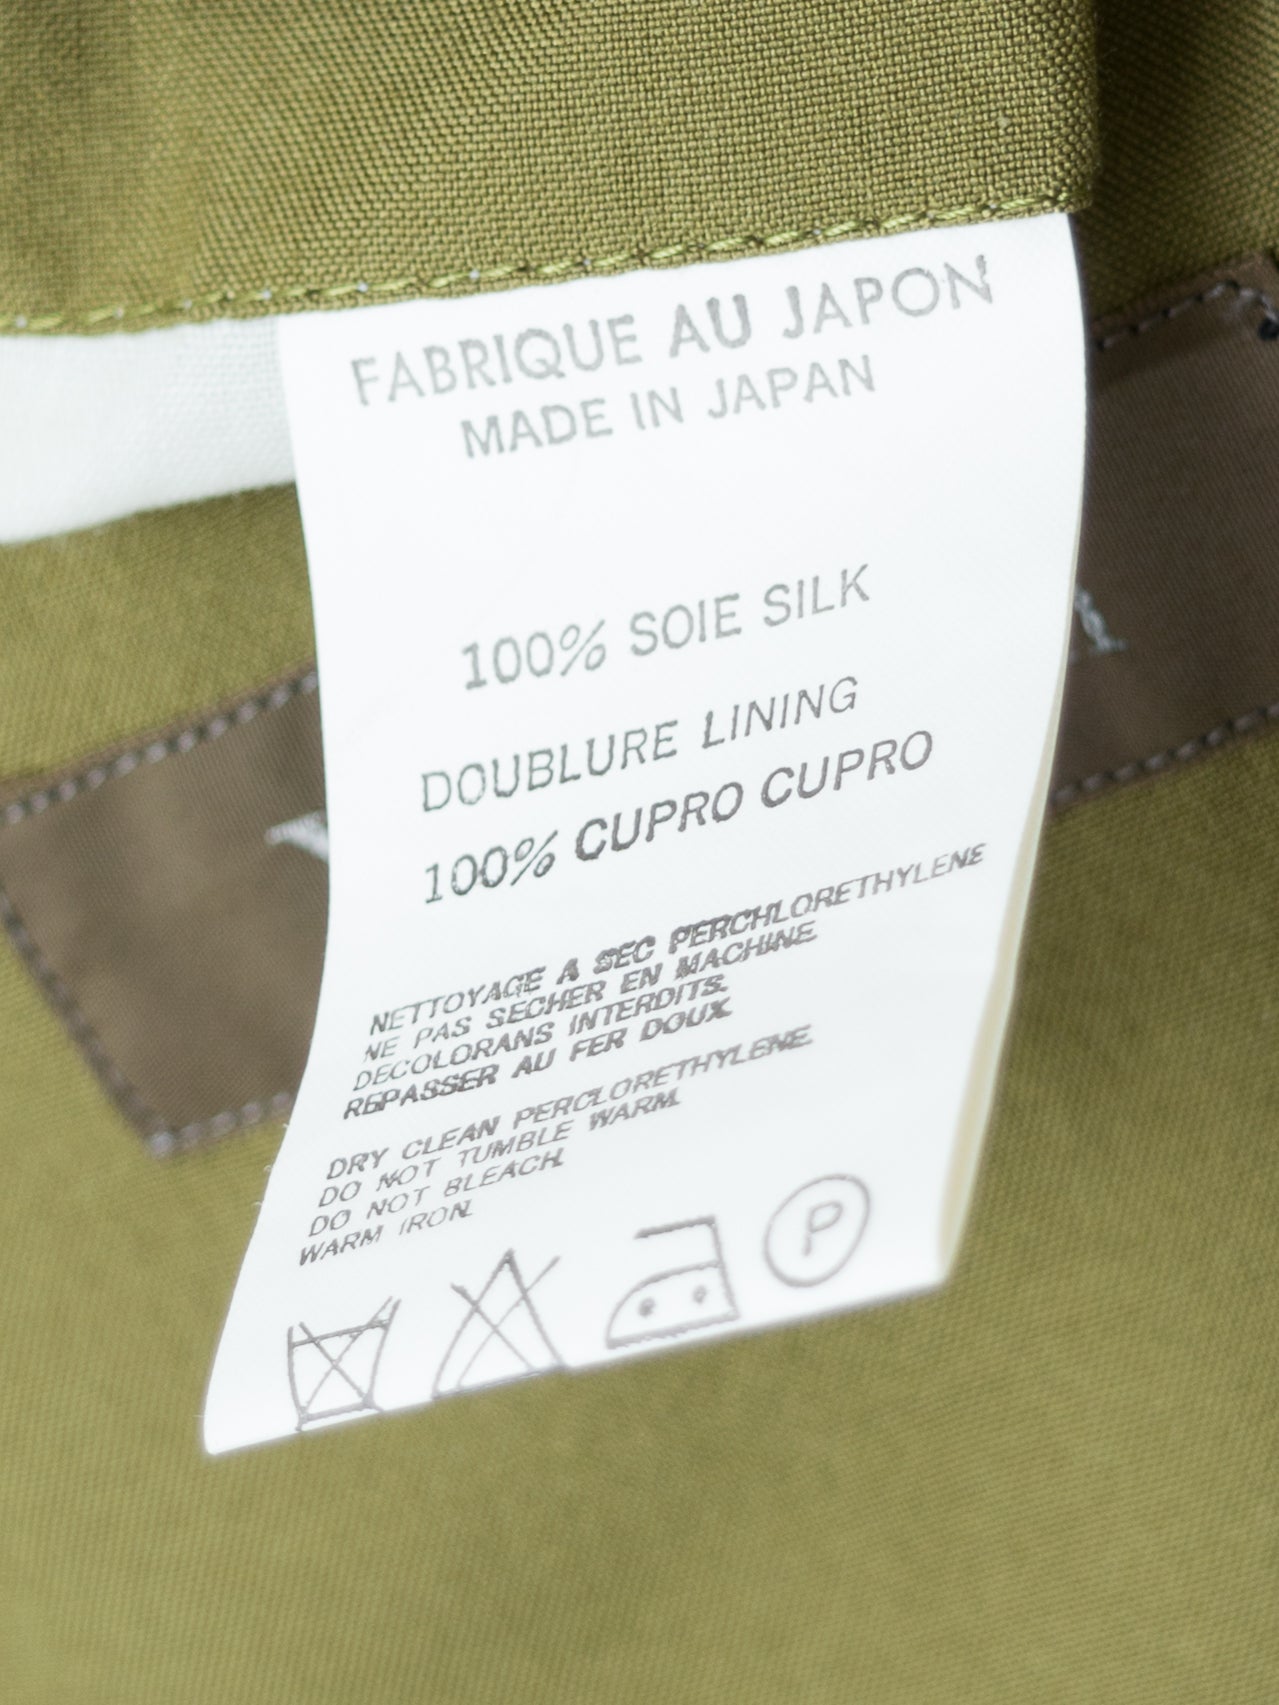 FABRIQUE AU JAPON
MADE IN JAPAN
100% SOIE SILK
DOUBLURE LINING
100% CUPRO CUPRO
NETTOYAGE A SEC PERCHLORETHYLENE
NE PAS SECHER EN MACHINE
DECOLORANS INTERDITS.
REPASSER AU FER DOUX.
DRY CLEAN PERCLORETHYLENE.
DO NOT TUMBLE WARM.
DO NOT BLEACH.
WARM IRON.
P